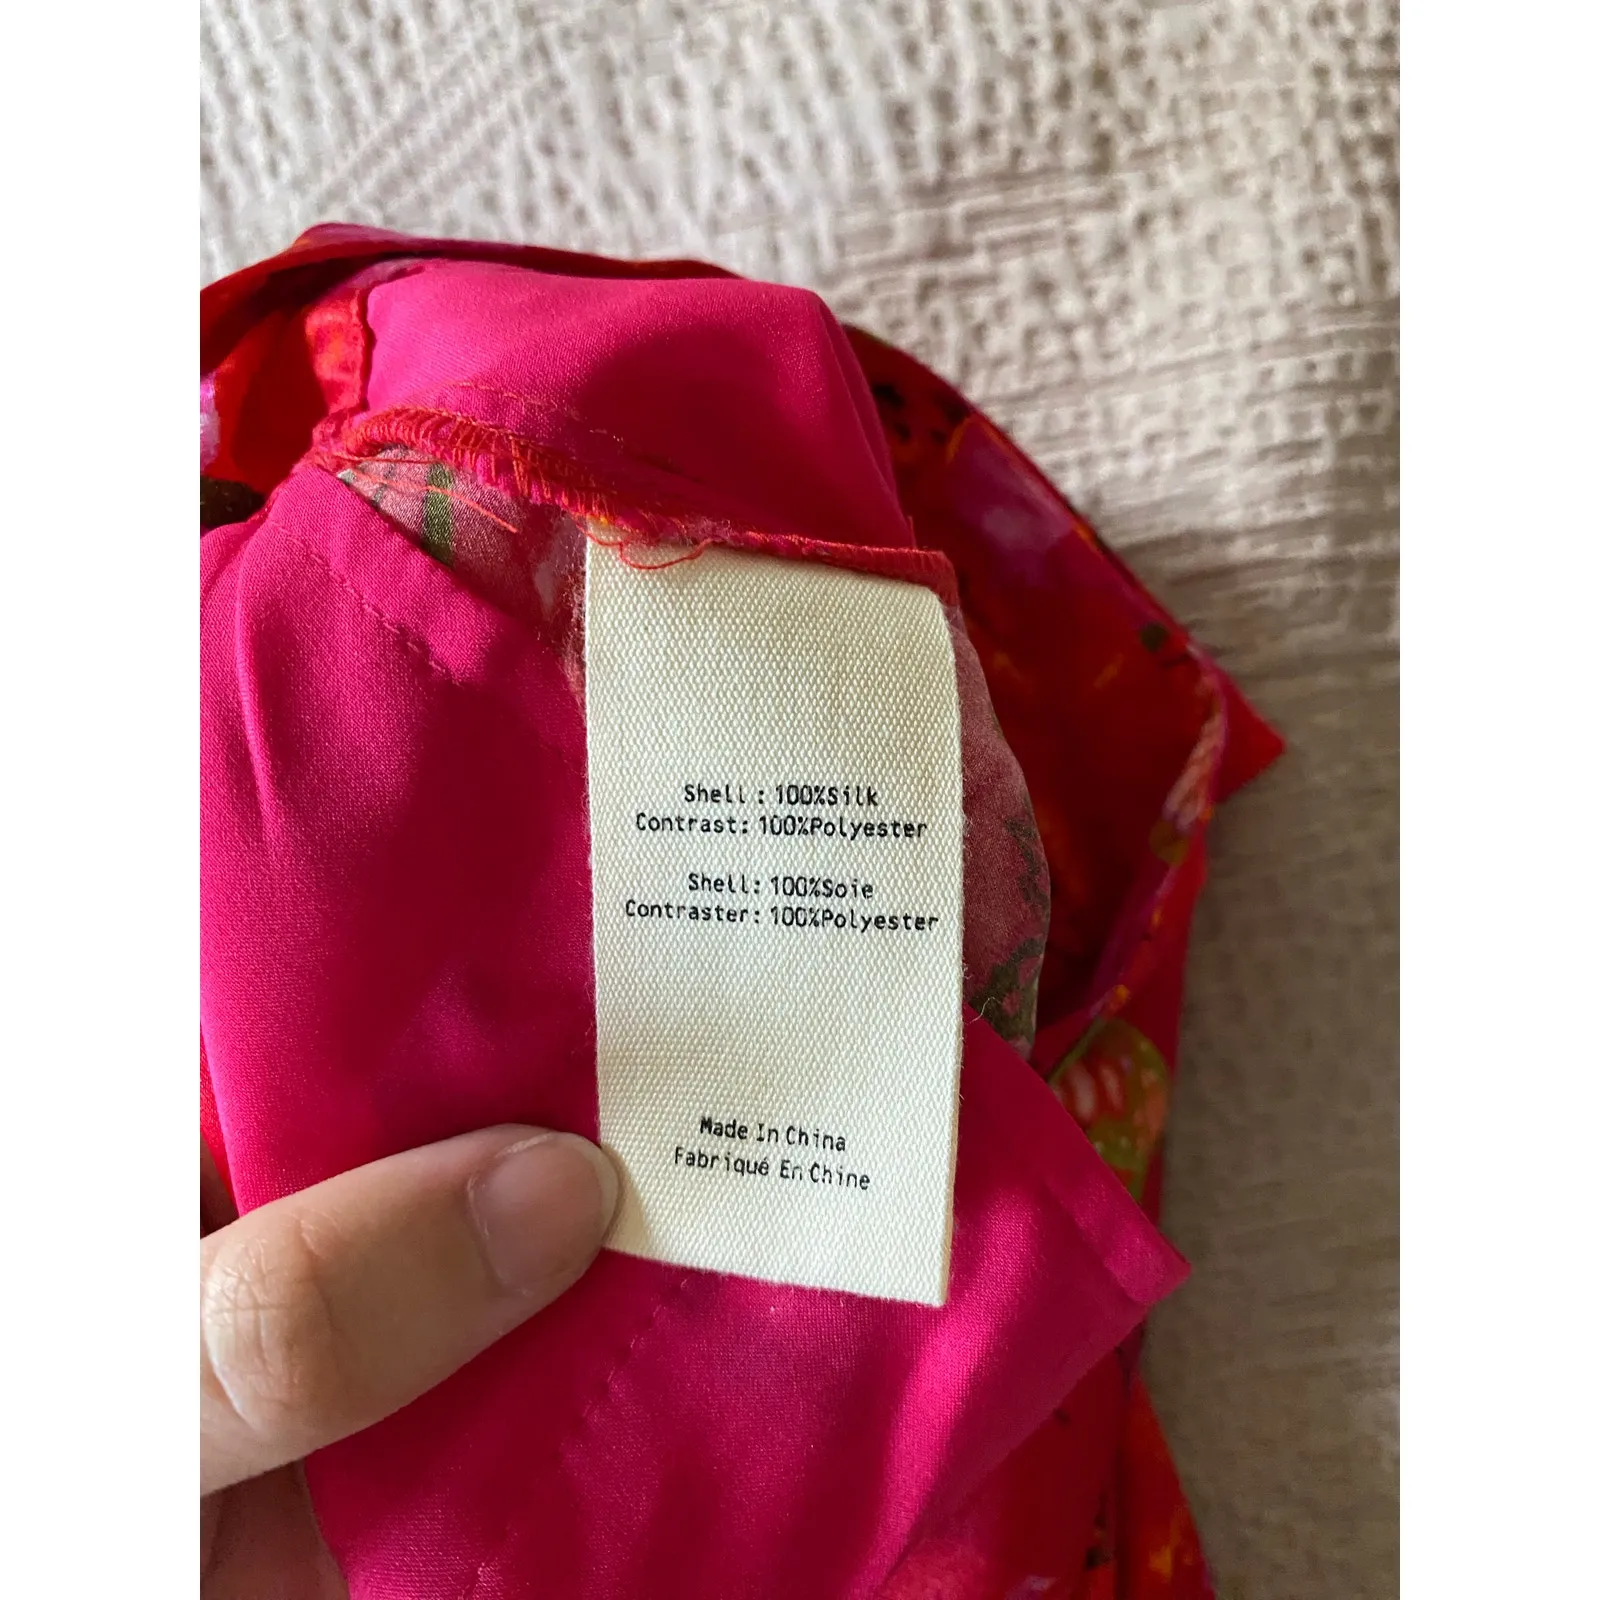 Shell: 100%Silk
Contrast: 100%Polyester
Shell: 100%Soie
Contraster: 100%Polyester
Made In China
Fabriqué En Chine